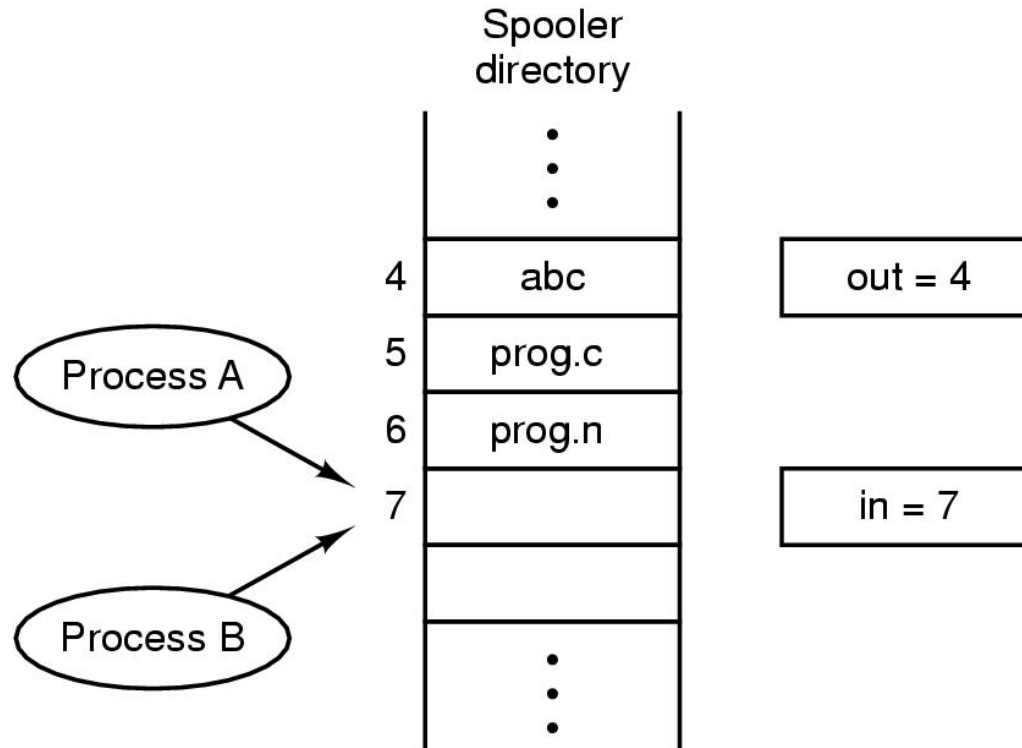 Spooler
directory
4
abc
out = 4
5
prog.c
Process A
6
prog.n
7
in = 7
Process B